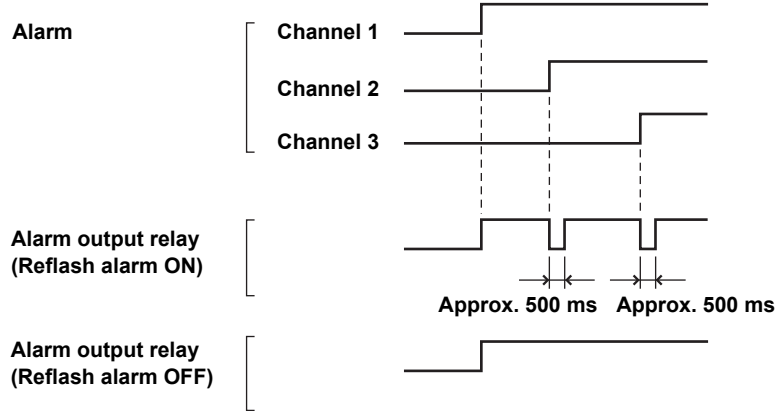 Alarm
Channel 1
Channel 2
Channel 3
Alarm output relay
(Reflash alarm ON)
Approx. 500 ms
Approx. 500 ms
Alarm output relay
(Reflash alarm OFF)